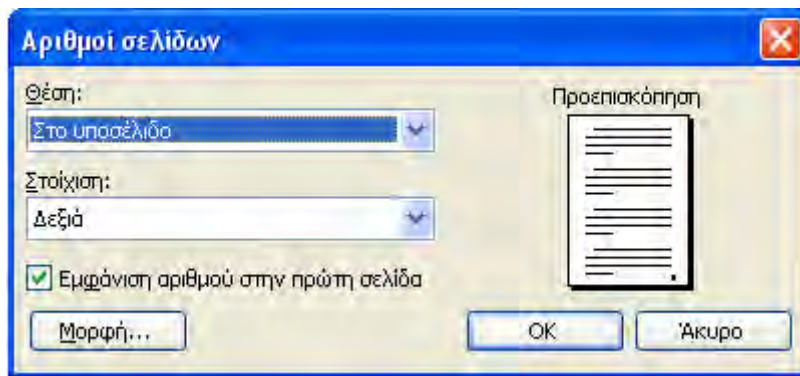 Αριθμοί σελίδων
Θέση:
Στο υποσέλιδο
Στοίχιση:
Δεξιά
Εμφάνιση αριθμού στην πρώτη σελίδα
Μορφή...
Προεπισκόπηση
OK
Άκυρο